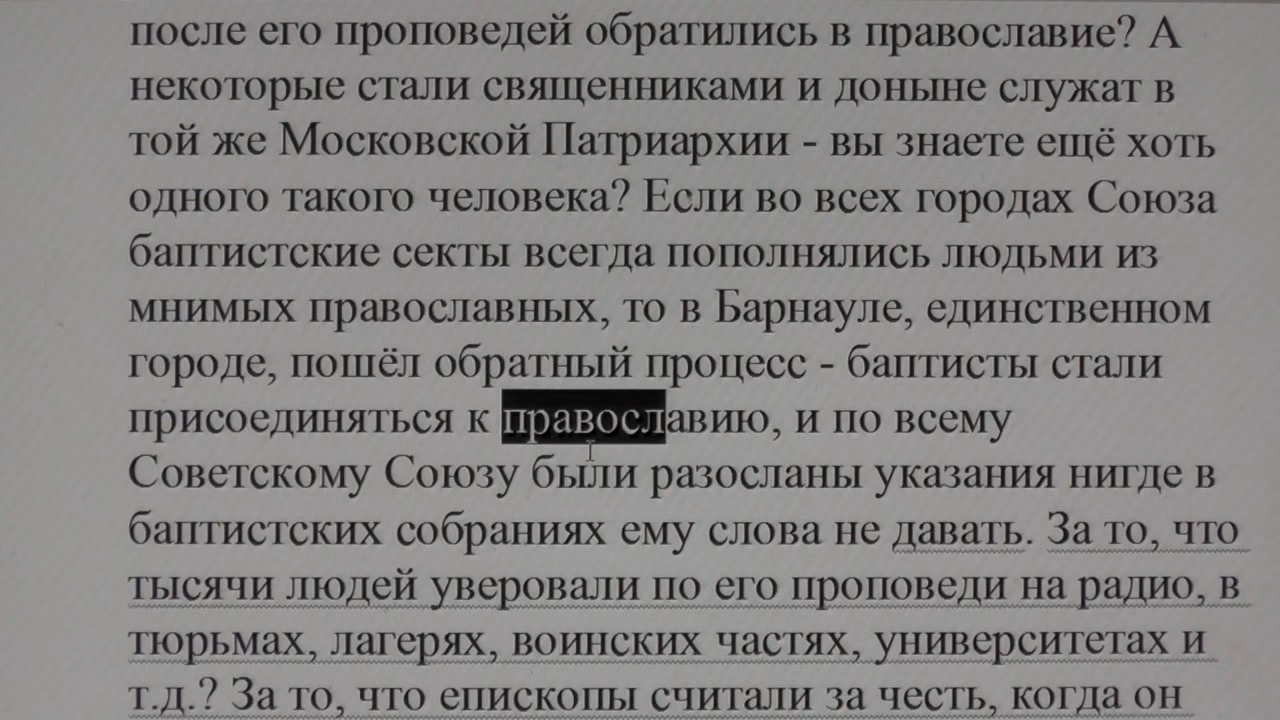 после его проповедей обратились в православие? А
некоторые стали священниками и доныне служат в
той же Московской Патриархии - вы знаете ещё хоть
одного такого человека? Если во всех городах Союза
баптистские секты всегда пополнялись людьми из
мнимых православных, то в Барнауле, единственном
городе, пошёл обратный процесс - баптисты стали
присоединяться к православию, и по всему
Советскому Союзу были разосланы указания нигде в
баптистских собраниях ему слова не давать. За то, что
тысячи людей уверовали по его проповеди на радио, в
тюрьмах, лагерях, воинских частях, университетах и
т.д.? За то, что епископы считали за честь, когда он